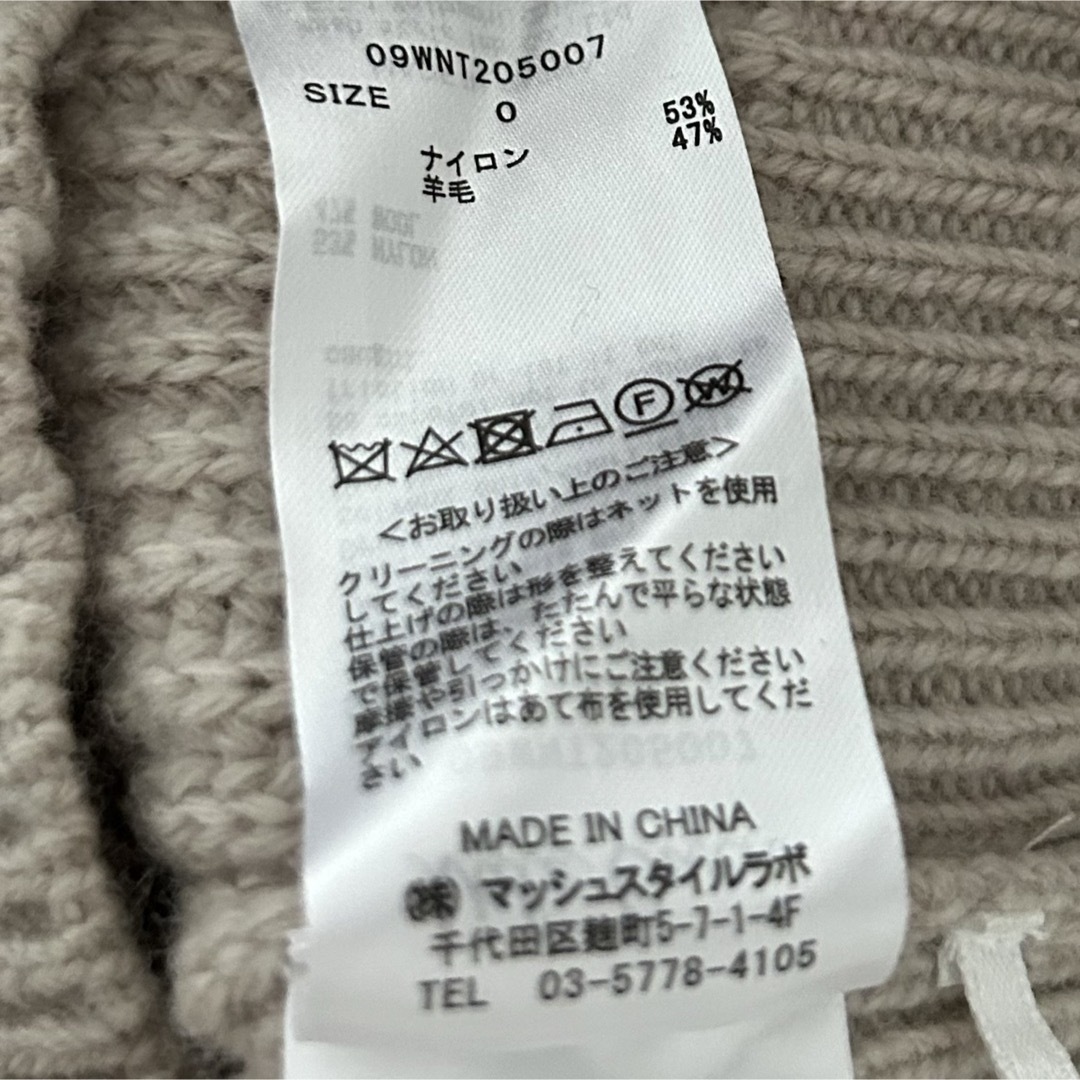 09WNT205007
SIZE 0
ナイロン 53%
羊毛 47%
F W
＜お取り扱い上のご注意＞
クリーニングの際はネットを使用
してください
仕上げの際は形を整えてください
保管の際は、たたんで平らな状態
で保管してください
摩擦や引っかけにご注意ください
アイロンはあて布を使用してくだ
さい
MADE IN CHINA
㈱ マッシュスタイルラボ
千代田区麹町5-7-1-4F
TEL 03-5778-4105